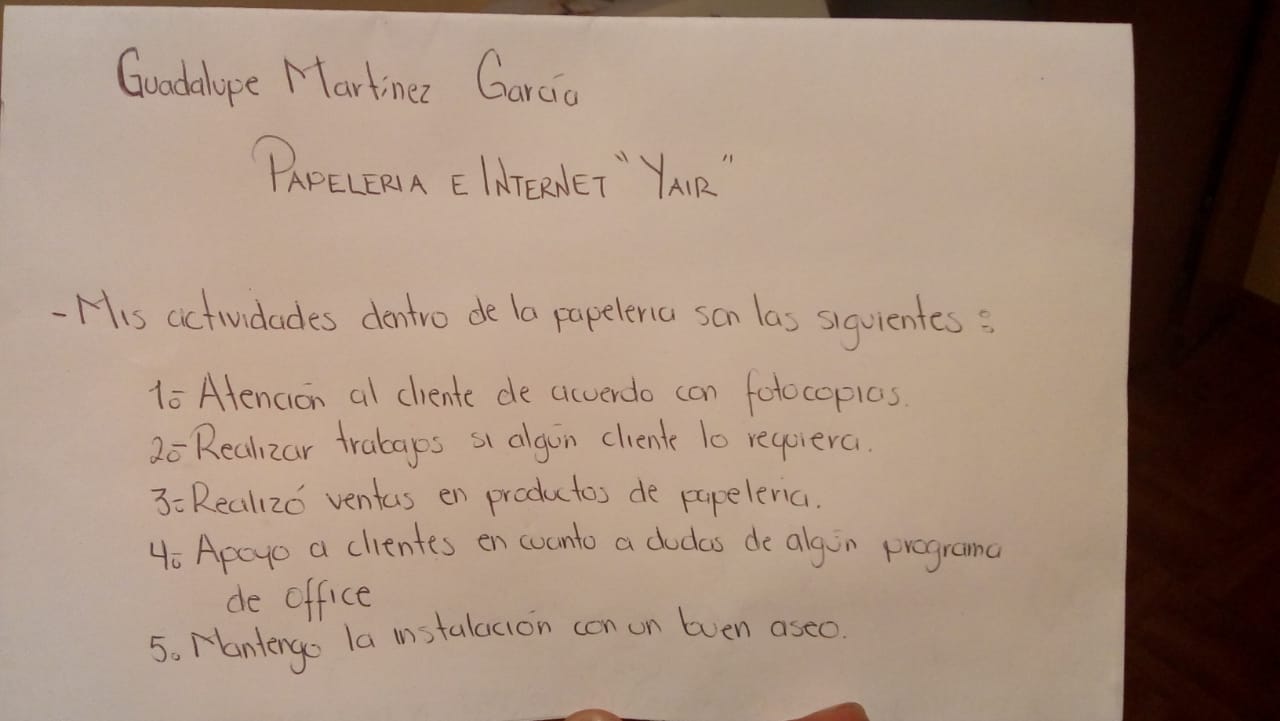 Guadalupe Martínez García
PAPELERIA E INTERNET "YAIR"
- Mis actividades dentro de la papeleria son las siguientes :
1.- Atención al cliente de acuerdo con fotocopias.
2.- Realizar trabajos si algún cliente lo requiera.
3.- Realizó ventas en productos de papeleria.
4.- Apoyo a clientes en cuanto a dudas de algún programa
de office
5. Mantengo la instalación con un buen aseo.